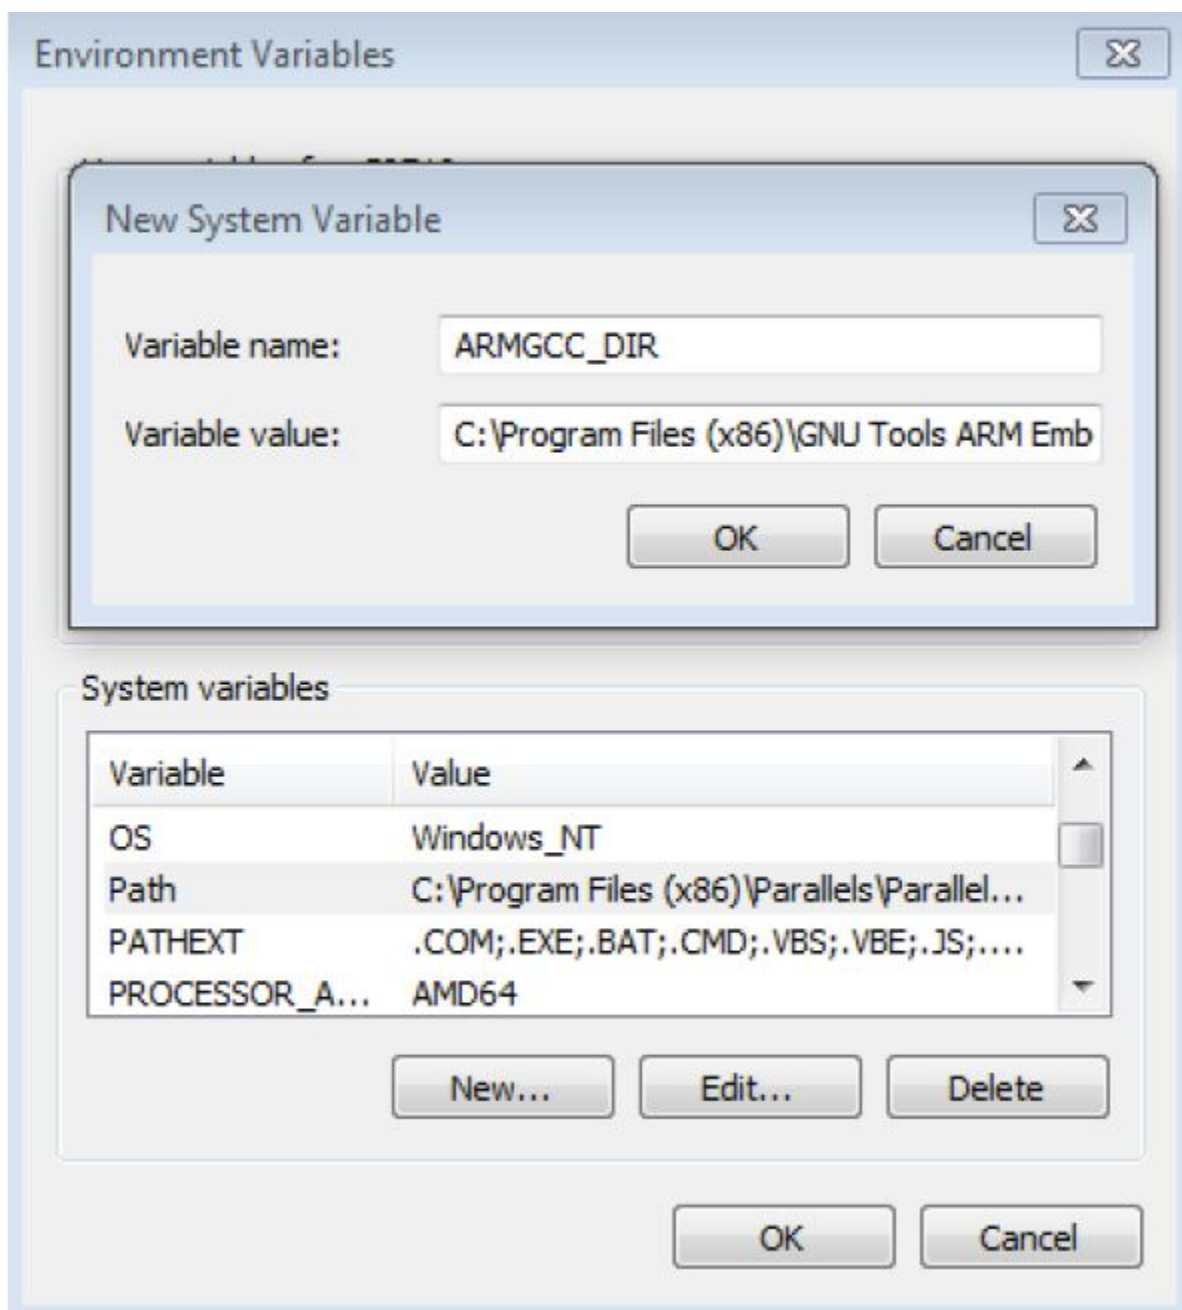 Environment Variables
New System Variable
Variable name:
ARMGCC_DIR
Variable value:
C:\Program Files (x86)\GNU Tools ARM Emb
OK
Cancel
System variables
Variable Value
OS Windows_NT
Path C:\Program Files (x86)\Parallels\Parallel...
PATHEXT .COM;.EXE;.BAT;.CMD;.VBS;.VBE;.JS;....
PROCESSOR_A... AMD64
New...
Edit...
Delete
OK
Cancel